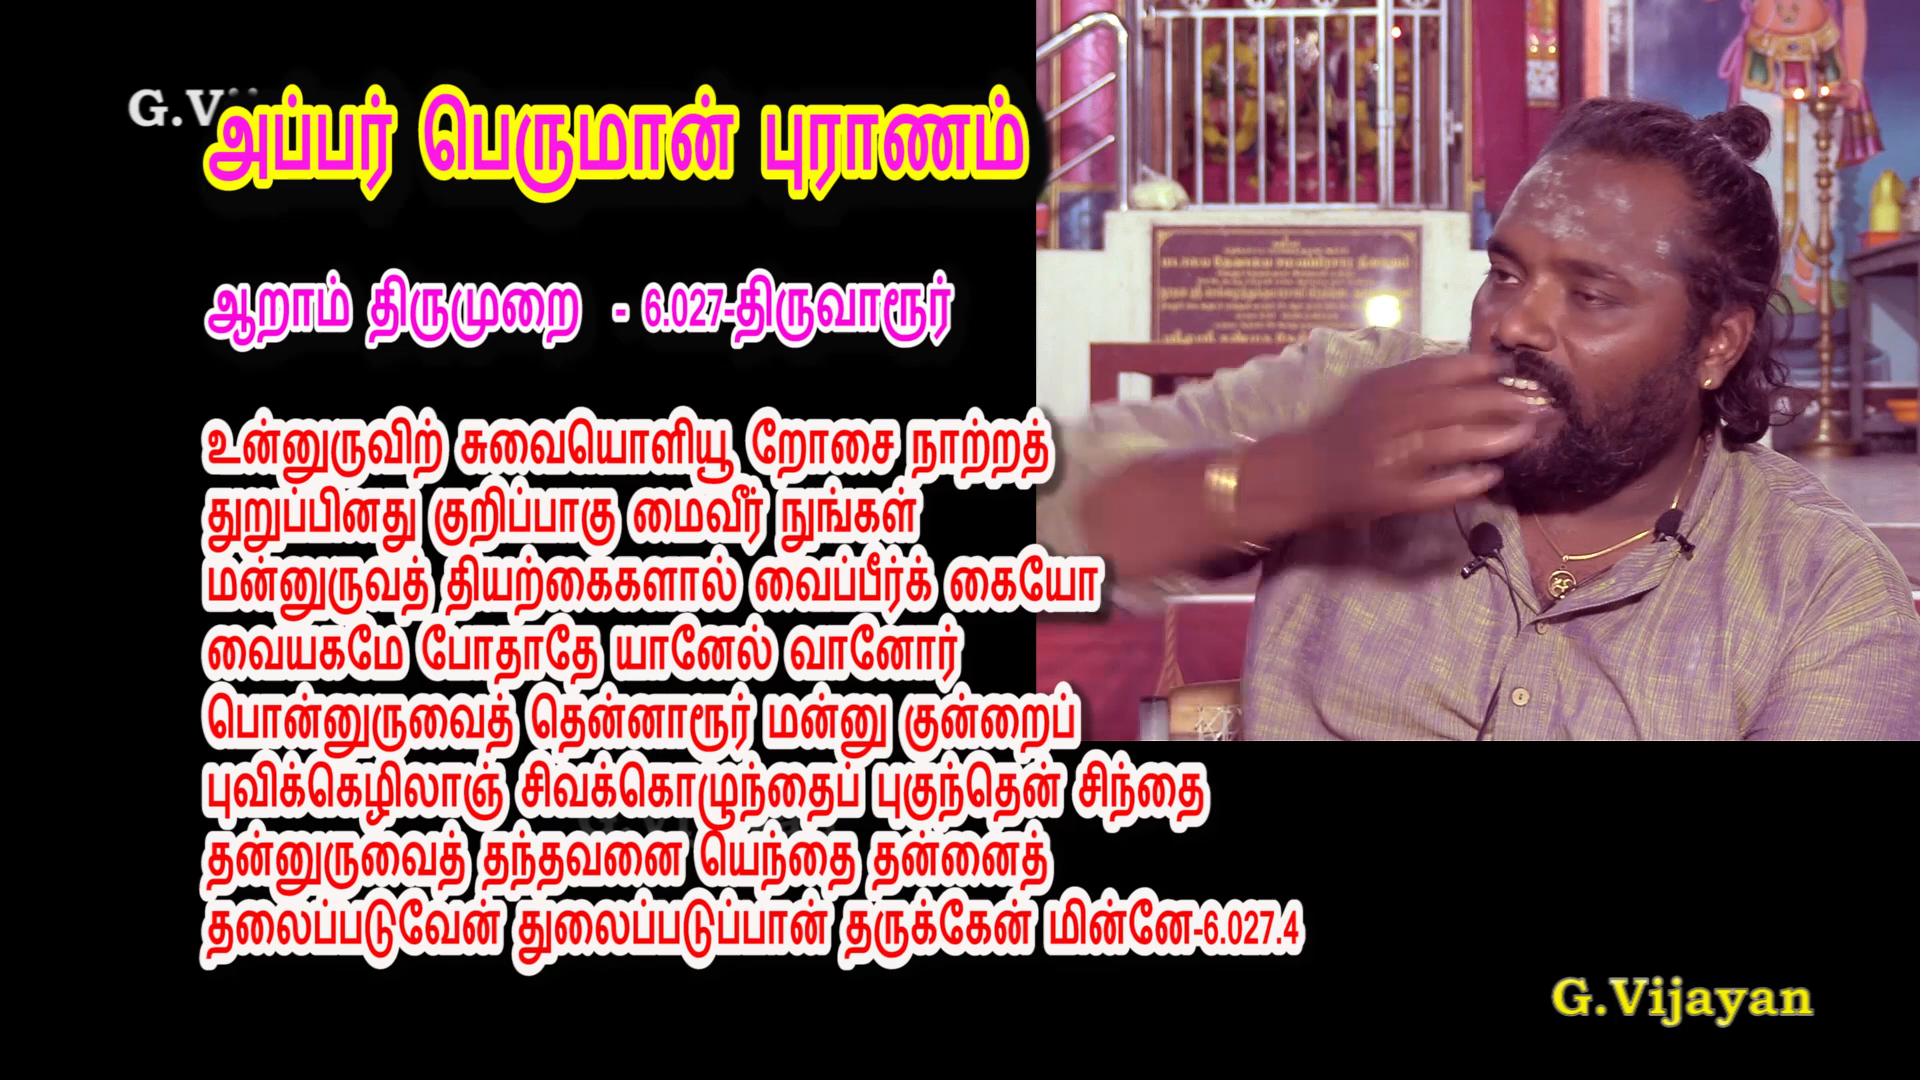 அப்பர் பெருமான் புராணம்
ஆறாம் திருமுறை - 6.027-திருவாரூர்
உன்னுருவிற் சுவையொளியூ றோசை நாற்றத்
துறுப்பினது குறிப்பாகு மைவீர் நுங்கள்
மன்னுருவத் தியற்கைகளால் வைப்பீர்க் கையோ
வையகமே போதாதே யானேல் வானோர்
பொன்னுருவைத் தென்னாரூர் மன்னு குன்றைப்
புவிக்கெழிலாஞ் சிவக்கொழுந்தைப் புகுந்தென் சிந்தை
தன்னுருவைத் தந்தவனை யெந்தை தன்னைத்
தலைப்படுவேன் துலைப்படுப்பான் தருக்கேன் மின்னே-6.027.4
G.Vijayan